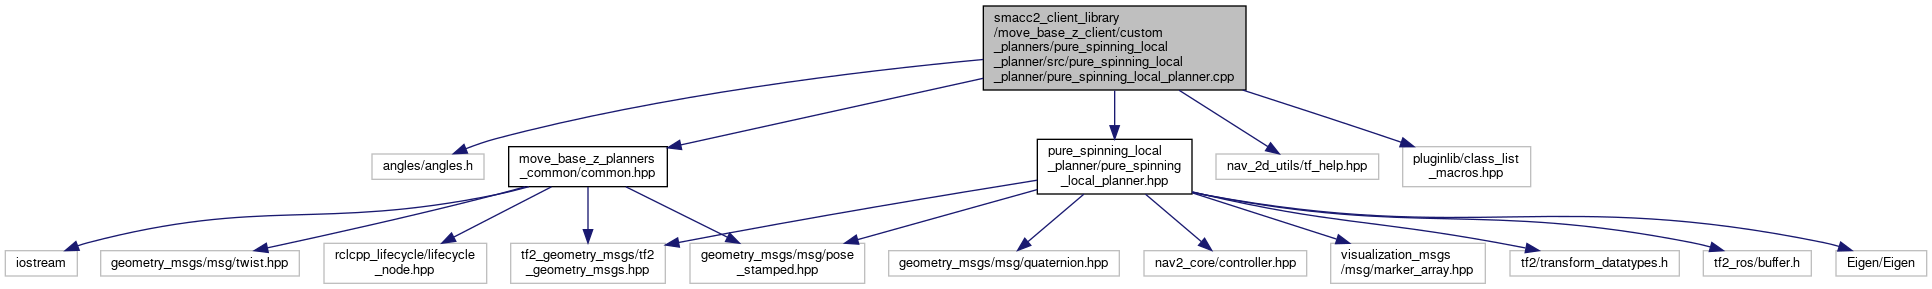 smacc2_client_library
/move_base_z_client/custom
_planners/pure_spinning_local
_planner/src/pure_spinning_local
_planner/pure_spinning_local_planner.cpp
angles/angles.h
move_base_z_planners
_common/common.hpp
pure_spinning_local
_planner/pure_spinning
_local_planner.hpp
nav_2d_utils/tf_help.hpp
pluginlib/class_list
_macros.hpp
iostream
geometry_msgs/msg/twist.hpp
rclcpp_lifecycle/lifecycle
_node.hpp
tf2_geometry_msgs/tf2
_geometry_msgs.hpp
geometry_msgs/msg/pose
_stamped.hpp
geometry_msgs/msg/quaternion.hpp
nav2_core/controller.hpp
visualization_msgs
/msg/marker_array.hpp
tf2/transform_datatypes.h
tf2_ros/buffer.h
Eigen/Eigen